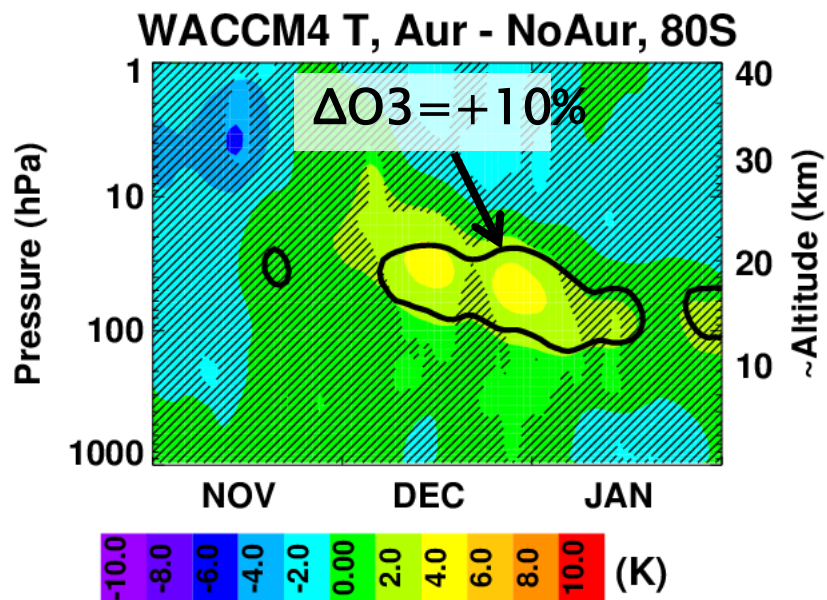 WACCM4 T, Aur - NoAur, 80S
ΔO3=+10%
Pressure (hPa)
1
10
100
1000
40
30
20
10
~Altitude (km)
NOV DEC JAN
-10.0 -8.0 -6.0 -4.0 -2.0 0.00 2.0 4.0 6.0 8.0 10.0 (K)